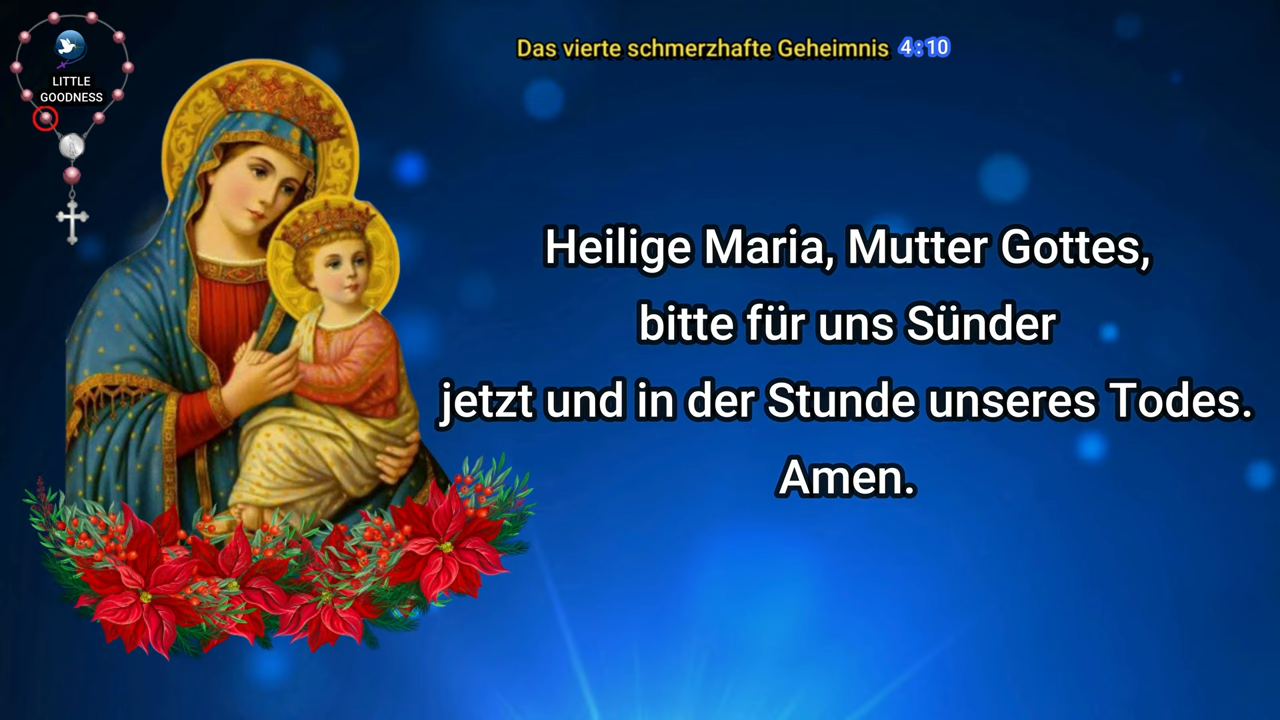 LITTLE
GOODNESS
Das vierte schmerzhafte Geheimnis 4:10
Heilige Maria, Mutter Gottes,
bitte für uns Sünder
jetzt und in der Stunde unseres Todes.
Amen.